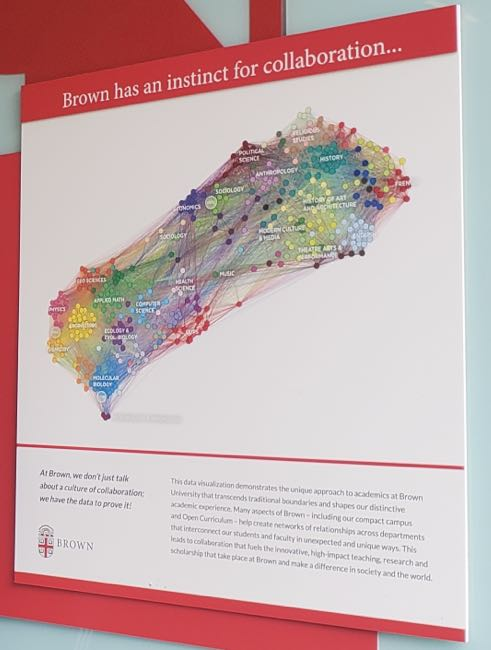 Brown has an instinct for collaboration...
RELIGIOUS
STUDIES
POLITICAL
SCIENCE
HISTORY
ANTHROPOLOGY
FREN
SOCIOLOGY
ECONOMICS
HISTORY OF ART
AND ARCHITECTURE
SOCIOLOGY
MODERN CULTURE
& MEDIA
ENGLISH
THEATRE ARTS &
PERFORMANCE
MUSIC
GEO SCIENCES
HEALTH
SCIENCE
APPLIED MATH
COMPUTER
SCIENCE
PHYSICS
ENGINEERING
ECOLOGY &
EVOL. BIOLOGY
CHEMISTRY
MOLECULAR
BIOLOGY
At Brown, we don't just talk
about a culture of collaboration;
we have the data to prove it!
BROWN
This data visualization demonstrates the unique approach to academics at Brown
University that transcends traditional boundaries and shapes our distinctive
academic experience. Many aspects of Brown – including our compact campus
and Open Curriculum – help create networks of relationships across departments
that interconnect our students and faculty in unexpected and unique ways. This
leads to collaboration that fuels the innovative, high-impact teaching, research and
scholarship that take place at Brown and make a difference in society and the world.